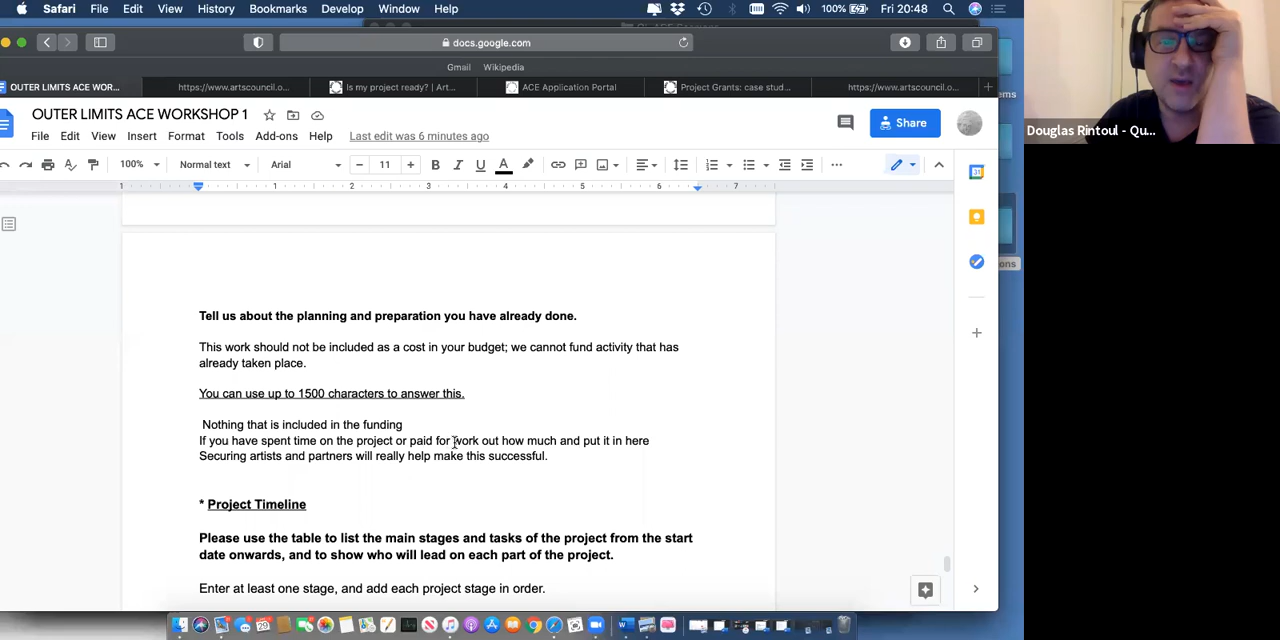 Safari File Edit View History Bookmarks Develop Window Help 100% Fri 20:48
docs.google.com
Gmail Wikipedia
OUTER LIMITS ACE WOR... https://www.artscouncil.o... Is my project ready? | Art... ACE Application Portal Project Grants: case stud... https://www.artscouncil.o...
OUTER LIMITS ACE WORKSHOP 1
File Edit View Insert Format Tools Add-ons Help Last edit was 6 minutes ago
Share
100% Normal text Arial 11
1 1 2 3 4 5 6 7
Tell us about the planning and preparation you have already done.
This work should not be included as a cost in your budget; we cannot fund activity that has
already taken place.
You can use up to 1500 characters to answer this.
Nothing that is included in the funding
If you have spent time on the project or paid for work out how much and put it in here
Securing artists and partners will really help make this successful.
* Project Timeline
Please use the table to list the main stages and tasks of the project from the start
date onwards, and to show who will lead on each part of the project.
Enter at least one stage, and add each project stage in order.
Douglas Rintoul - Qu...